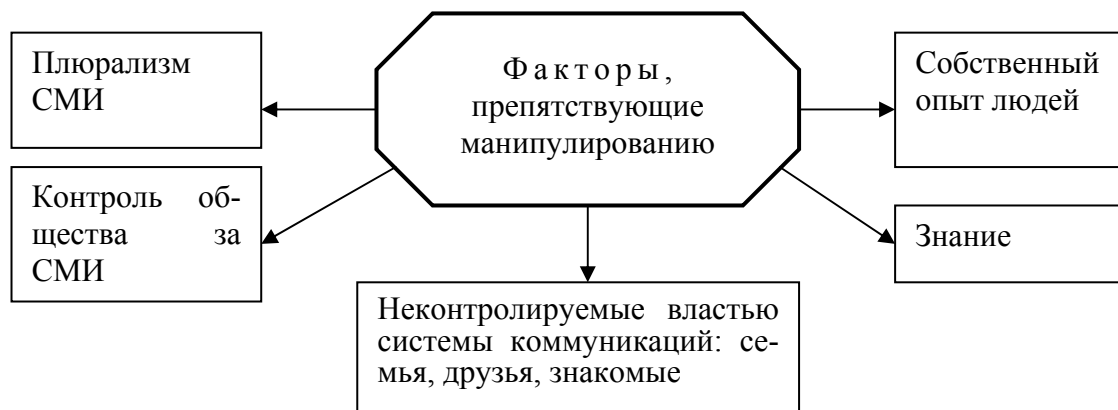 Факторы,
препятствующие
манипулированию
Плюрализм
СМИ
Собственный
опыт людей
Контроль об-
щества за
СМИ
Знание
Неконтролируемые властью
системы коммуникаций: се-
мья, друзья, знакомые